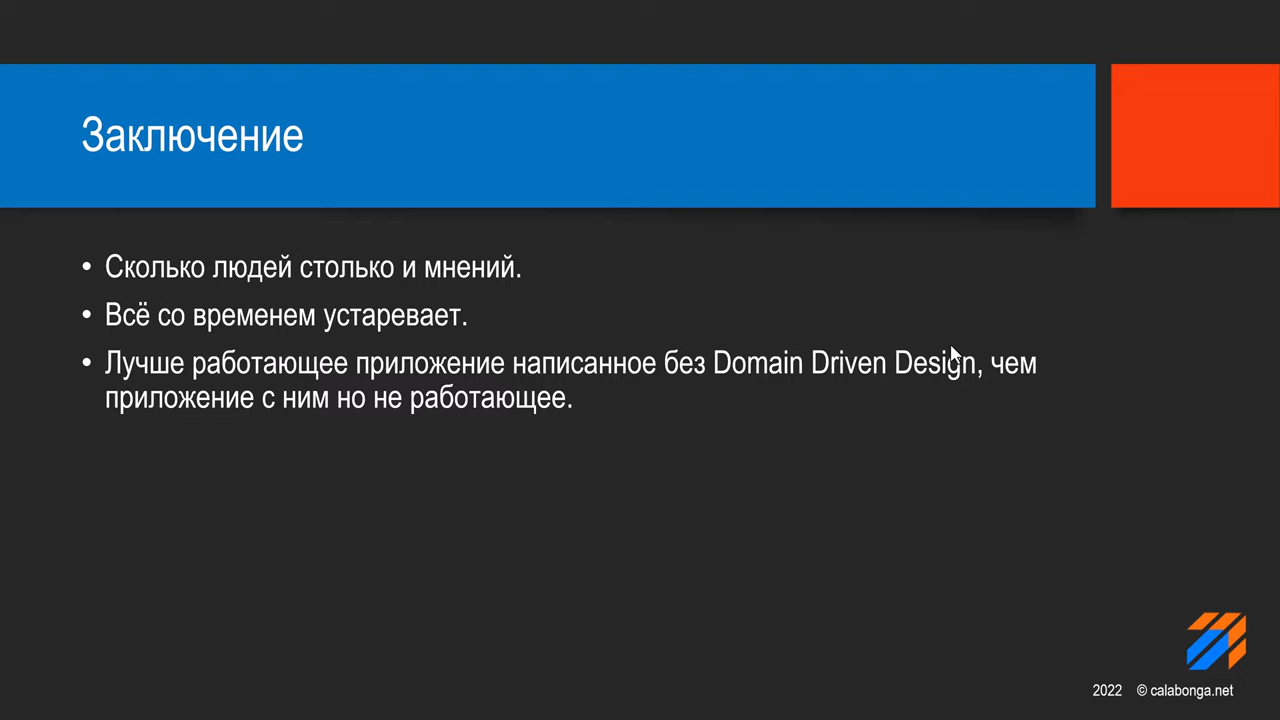 Заключение
• Сколько людей столько и мнений.
• Всё со временем устаревает.
• Лучше работающее приложение написанное без Domain Driven Design, чем
приложение с ним но не работающее.
2022 © calabonga.net